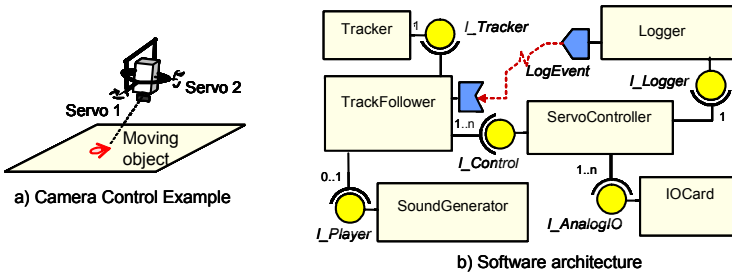 Servo 2
Servo 1
Moving
object
a) Camera Control Example
Tracker
1
I_Tracker
Logger
LogEvent
I_Logger
1
TrackFollower
1..n
I_Control
ServoController
0..1
1..n
I_Player
SoundGenerator
I_AnalogIO
IOCard
b) Software architecture